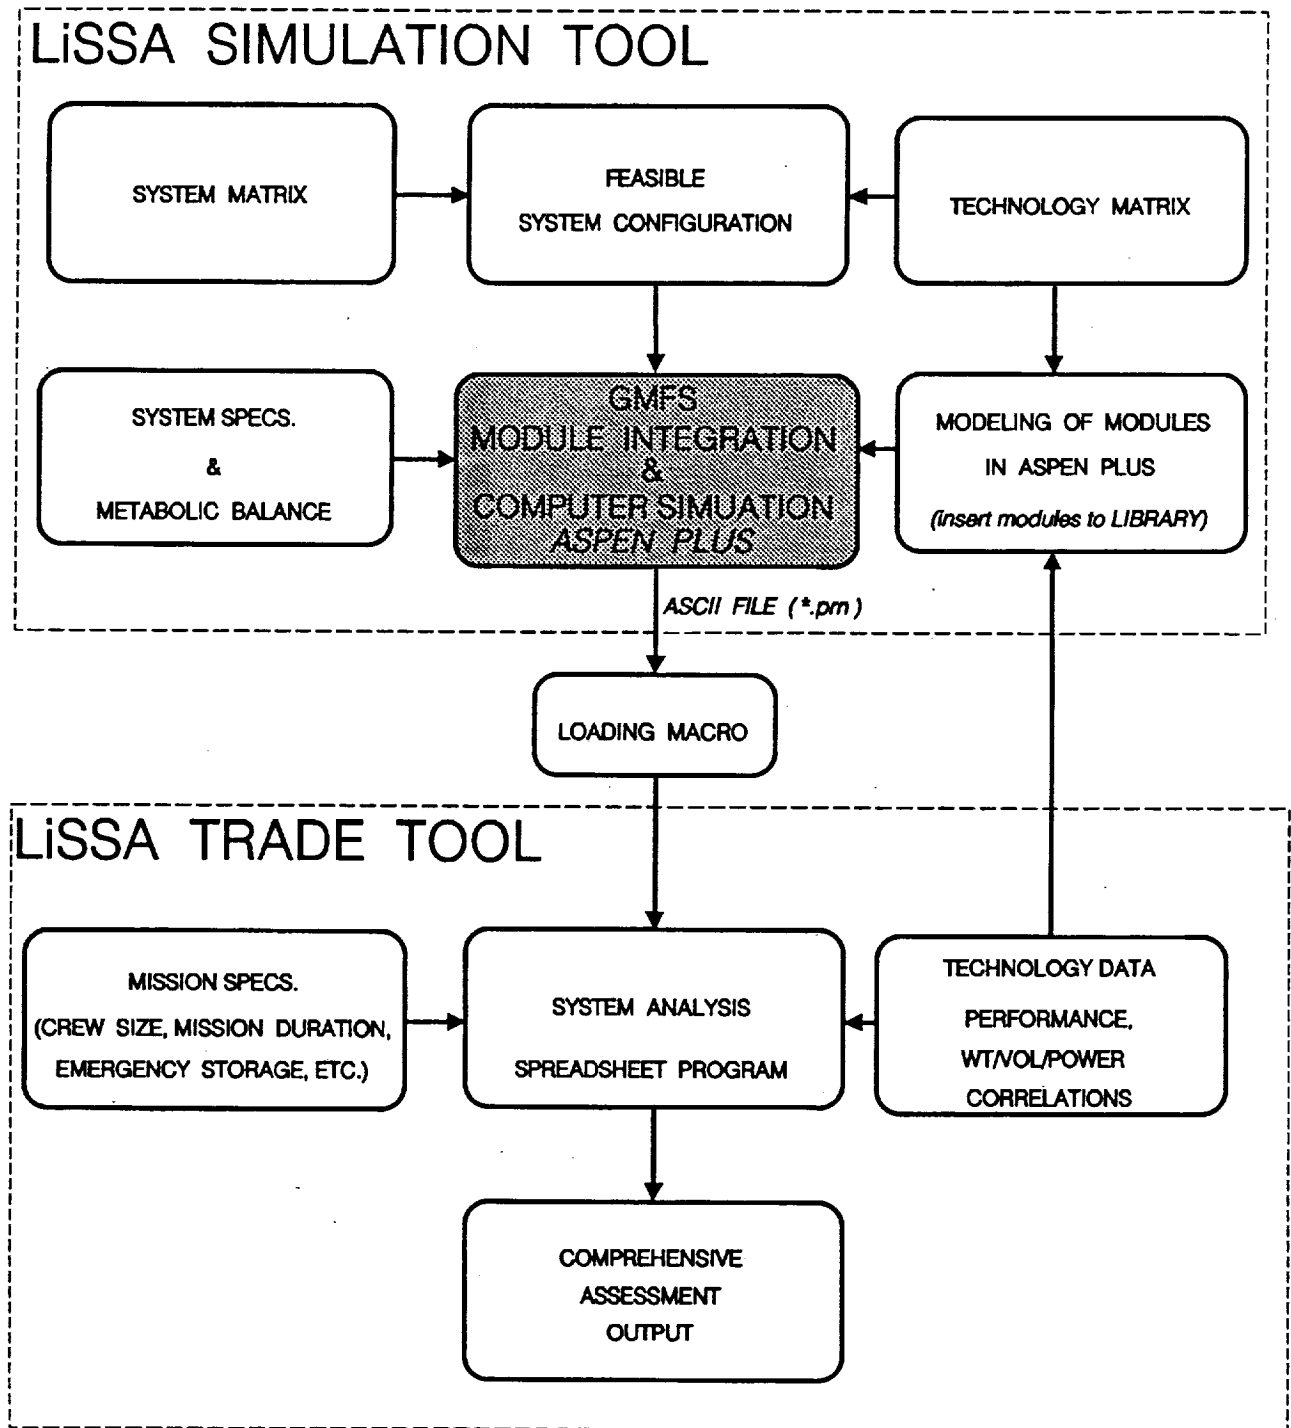 LiSSA SIMULATION TOOL
SYSTEM MATRIX
FEASIBLE
SYSTEM CONFIGURATION
TECHNOLOGY MATRIX
SYSTEM SPECS.
&
METABOLIC BALANCE
GMFS
MODULE INTEGRATION
&
COMPUTER SIMUATION
ASPEN PLUS
MODELING OF MODULES
IN ASPEN PLUS
(insert modules to LIBRARY)
ASCII FILE (*.prn)
LOADING MACRO
LiSSA TRADE TOOL
MISSION SPECS.
(CREW SIZE, MISSION DURATION,
EMERGENCY STORAGE, ETC.)
SYSTEM ANALYSIS
SPREADSHEET PROGRAM
TECHNOLOGY DATA
PERFORMANCE,
WT/VOL/POWER
CORRELATIONS
COMPREHENSIVE
ASSESSMENT
OUTPUT